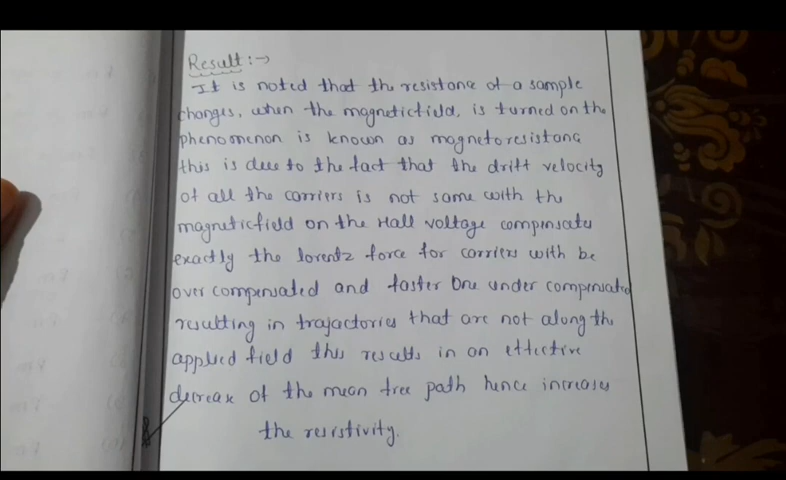 Result :→
It is noted that the resistance of a sample
changes, when the magneticfield, is turned on the
phenomenon is known as magnetoresistanc
this is due to the fact that the drift velocity
of all the carriers is not same with the
magneticfield on the Hall voltage compensates
exactly the lorentz force for carriers with be
over compensated and faster one under compensated
resulting in trajactories that are not along the
applied field this results in an effective
decrease of the mean free path hence increases
the resistivity.